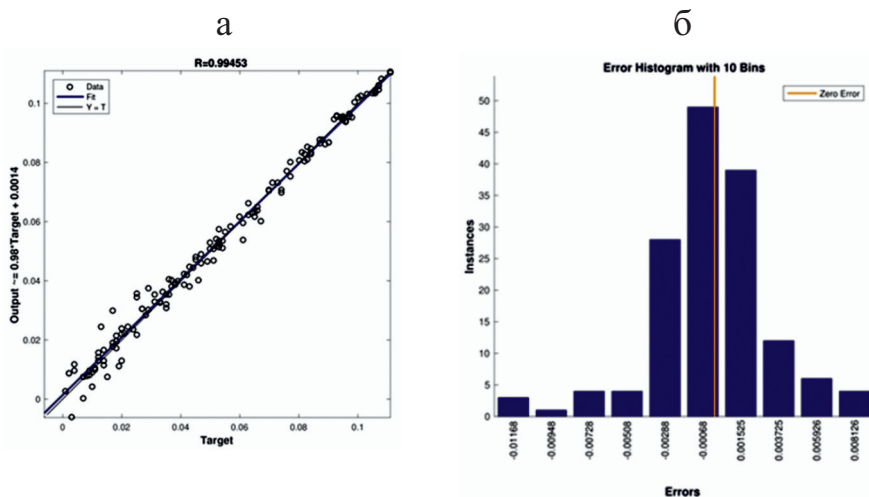 а
R=0.99453
Data
Fit
Y = T
Output ~= 0.98*Target + 0.0014
0.1
0.08
0.06
0.04
0.02
0
0
0.02
0.04
0.06
0.08
0.1
Target
б
Error Histogram with 10 Bins
Zero Error
Instances
50
45
40
35
30
25
20
15
10
5
0
-0.01168
-0.00948
-0.00728
-0.00508
-0.00288
-0.00068
0.001525
0.003725
0.005926
0.008126
Errors